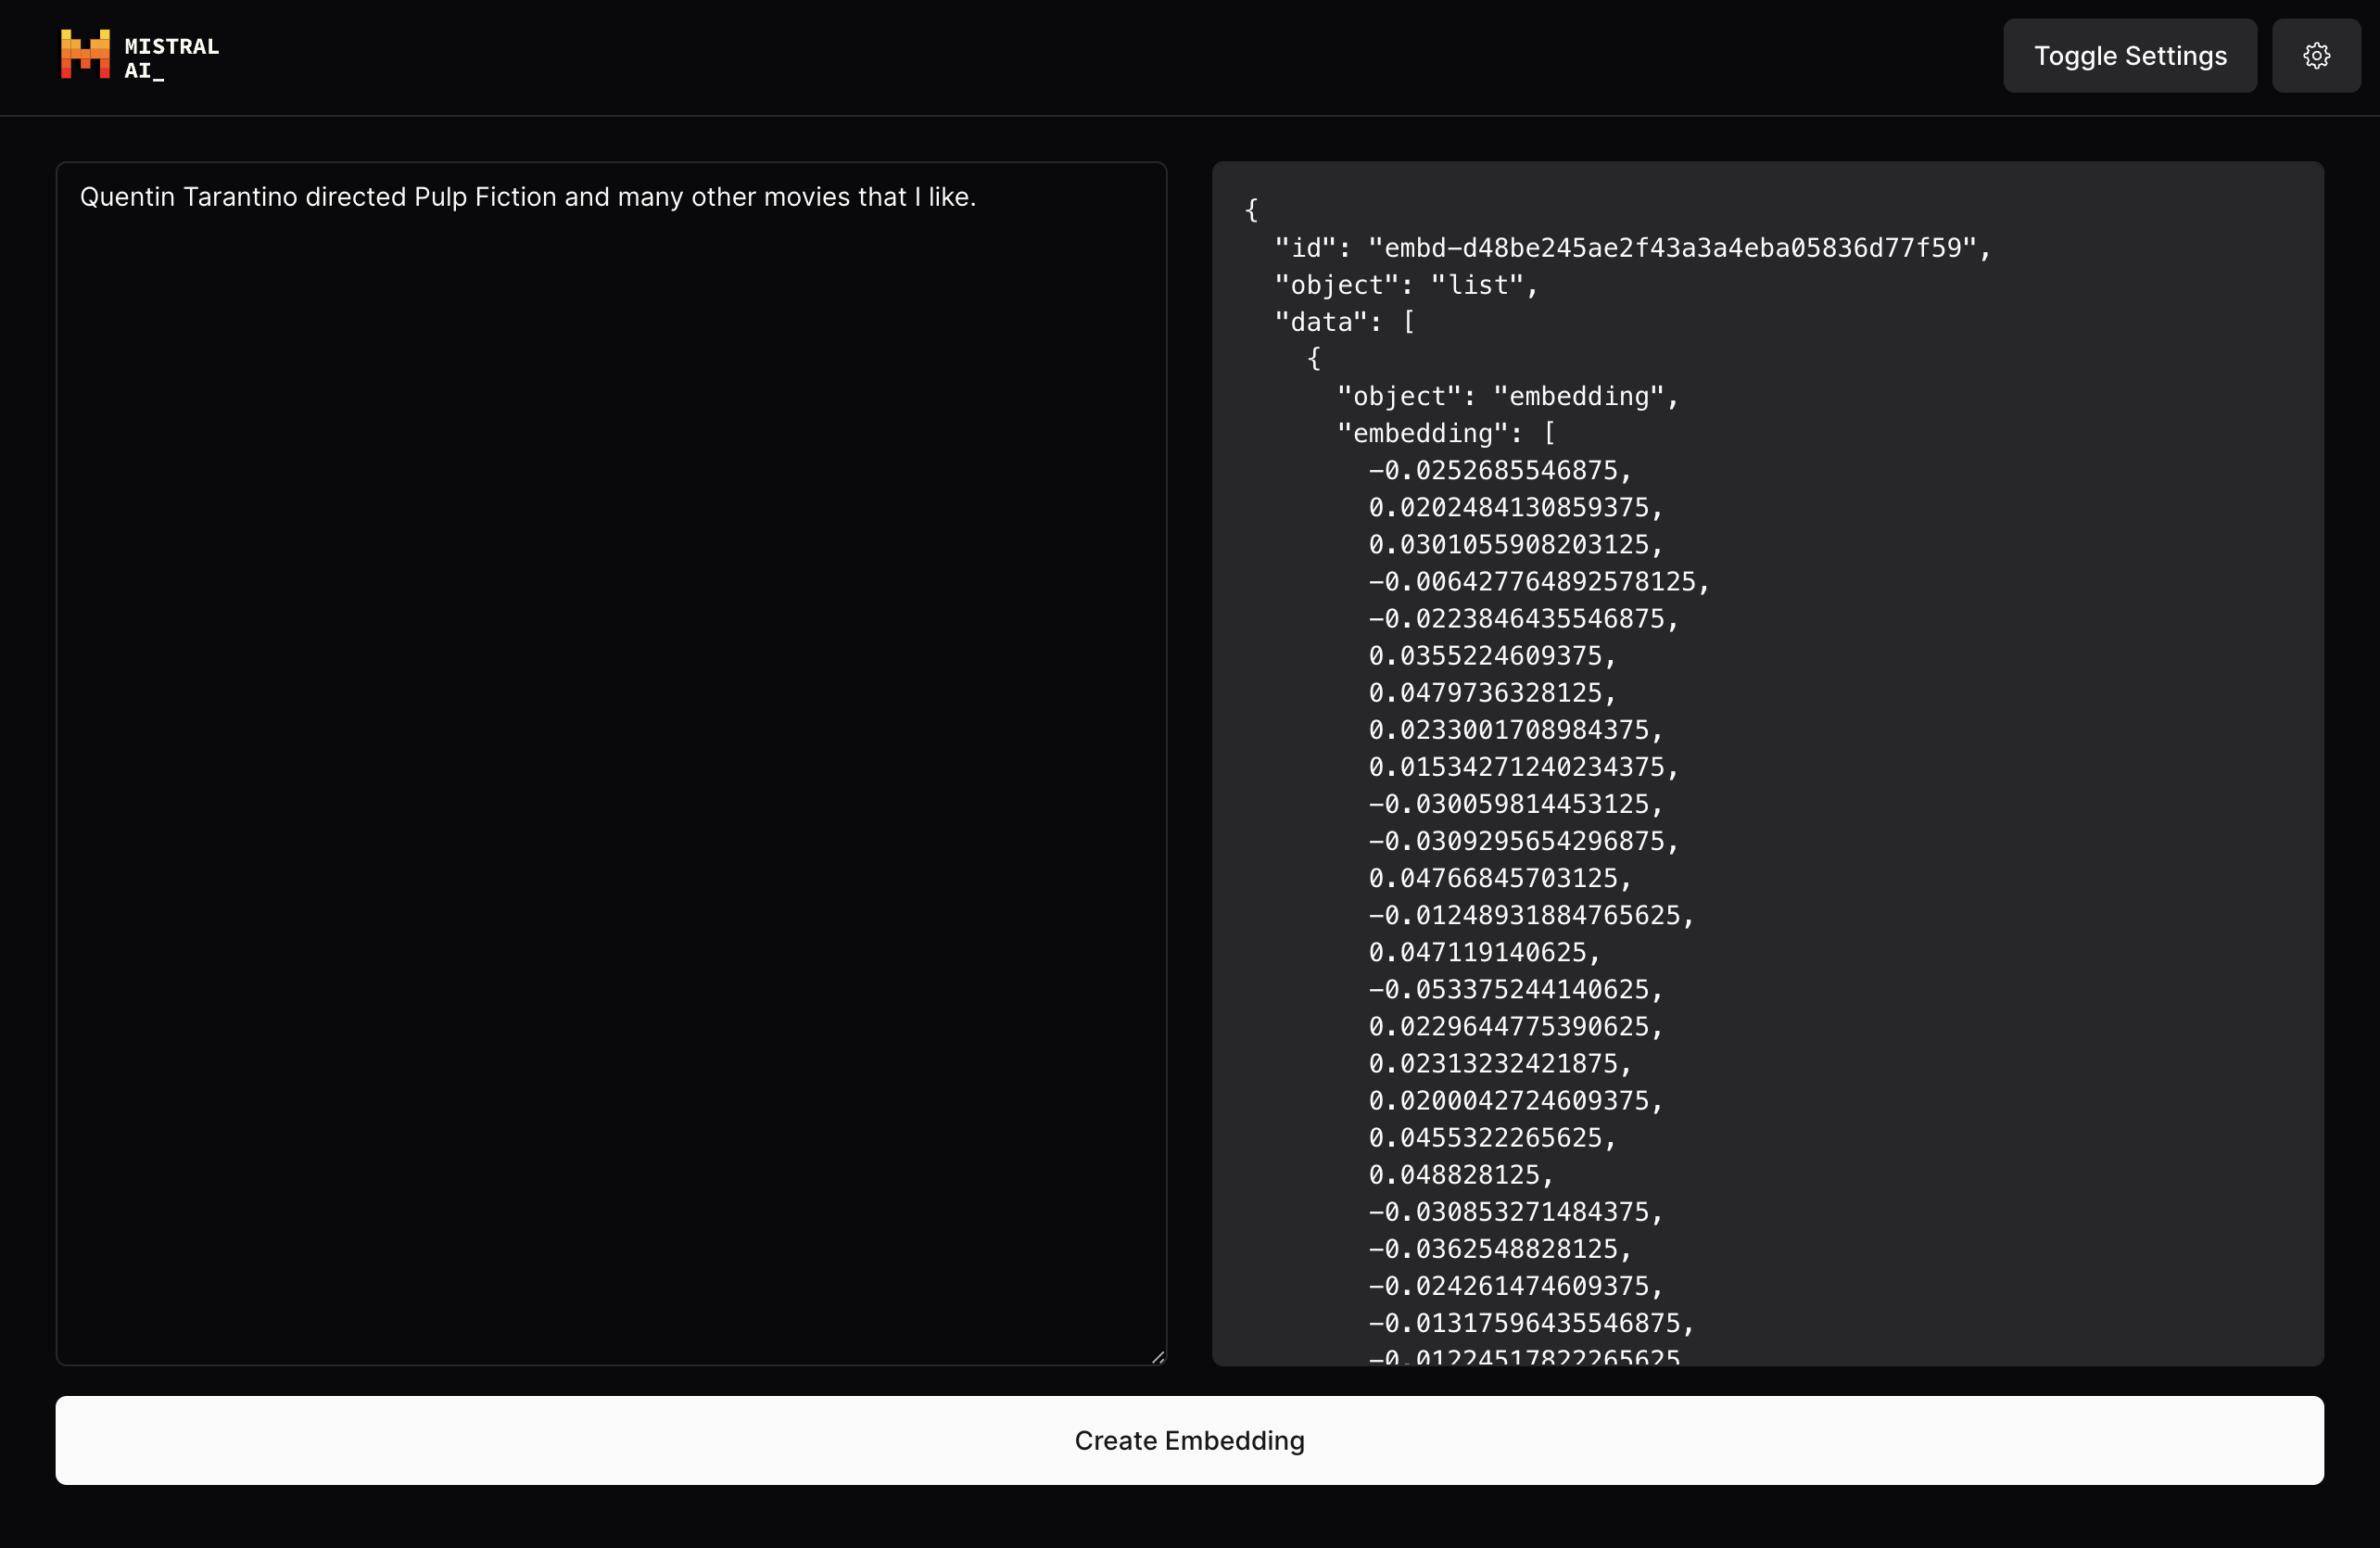 MISTRAL
AI_
Toggle Settings
Quentin Tarantino directed Pulp Fiction and many other movies that I like.
{
"id": "embd-d48be245ae2f43a3a4eba05836d77f59",
"object": "list",
"data": [
{
"object": "embedding",
"embedding": [
-0.0252685546875,
0.0202484130859375,
0.0301055908203125,
-0.006427764892578125,
-0.0223846435546875,
0.0355224609375,
0.0479736328125,
0.0233001708984375,
0.01534271240234375,
-0.030059814453125,
-0.0309295654296875,
0.04766845703125,
-0.01248931884765625,
0.047119140625,
-0.053375244140625,
0.0229644775390625,
0.02313232421875,
0.0200042724609375,
0.0455322265625,
0.048828125,
-0.030853271484375,
-0.0362548828125,
-0.024261474609375,
-0.01317596435546875,
-0.01224517822265625
Create Embedding